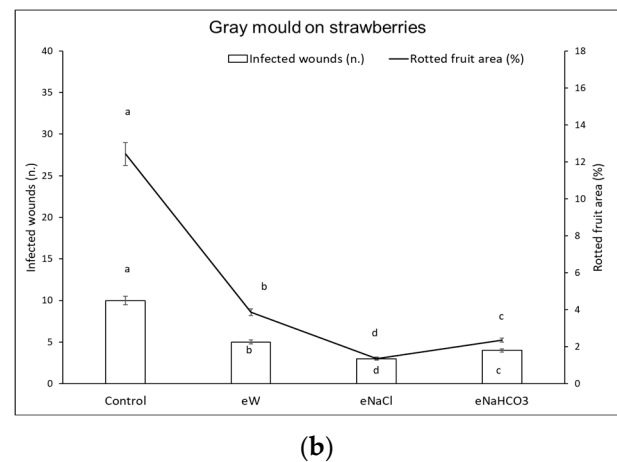 Gray mould on strawberries
Infected wounds (n.) Rotted fruit area (%)
40
35
30
25
20
15
10
5
0
Infected wounds (n.)
18
16
14
12
10
8
6
4
2
0
Rotted fruit area (%)
a
a
b
b
d
d
c
c
Control eW eNaCl eNaHCO3
(b)